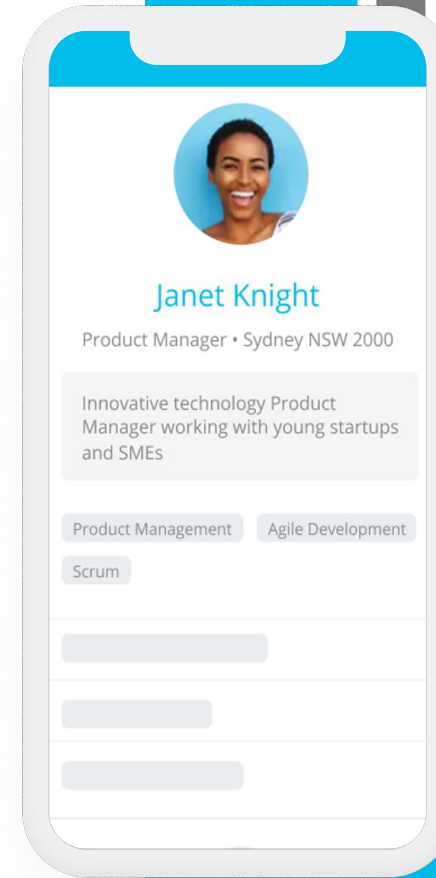 Janet Knight
Product Manager • Sydney NSW 2000
Innovative technology Product
Manager working with young startups
and SMEs
Product Management Agile Development
Scrum